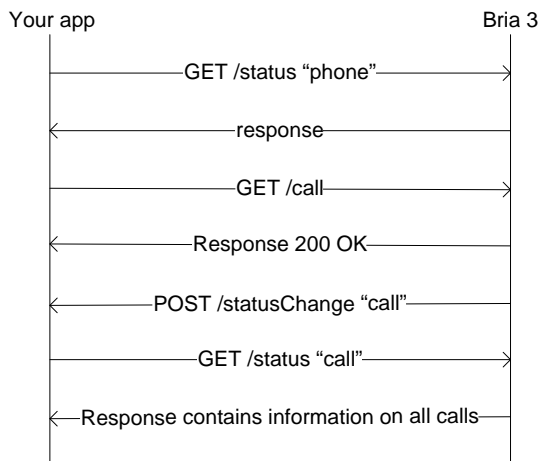 Your app
Bria 3
GET /status “phone”
response
GET /call
Response 200 OK
POST /statusChange “call”
GET /status “call”
Response contains information on all calls